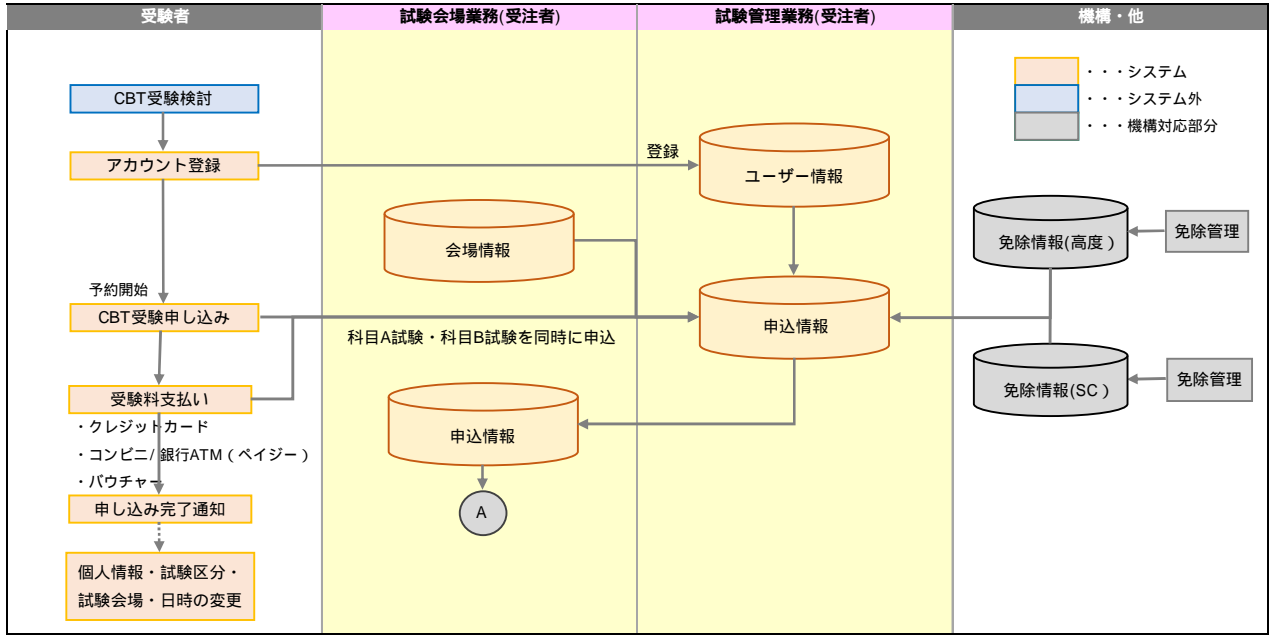 受験者
試験会場業務(受注者)
試験管理業務(受注者)
機構・他
・・・システム
・・・システム外
・・・機構対応部分
CBT受験検討
アカウント登録
登録
ユーザー情報
会場情報
免除情報(高度)
免除管理
予約開始
CBT受験申し込み
科目A試験・科目B試験を同時に申込
申込情報
免除情報(SC)
免除管理
受験料支払い
・クレジットカード
・コンビニ/銀行ATM(ペイジー)
・バウチャー
申込情報
A
申し込み完了通知
個人情報・試験区分・
試験会場・日時の変更